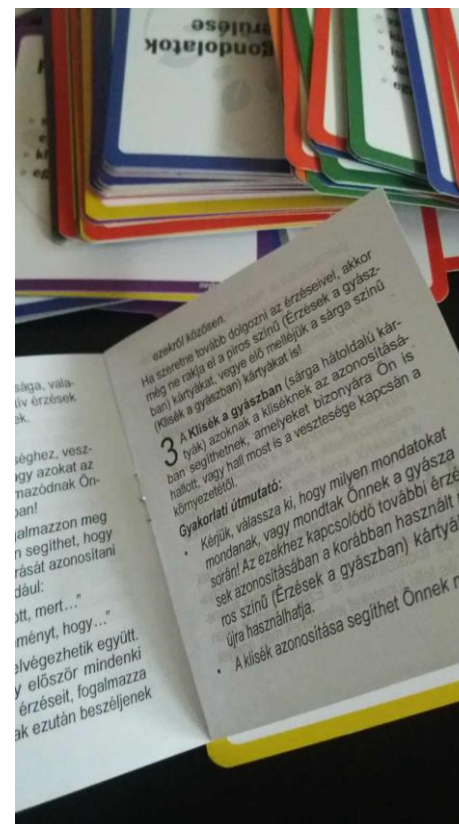 gondolatok
erülése
sága, vala-
ív érzések
ek.
séghez, vesz-
gy azokat az
mazódnak Ön-
ban!
galmazzon meg
n segíthet, hogy
rását azonosítani
dául:
ott, mert…”
ményt, hogy…”
elvégezhetik együtt.
y először mindenki
érzéseit, fogalmazza
ak ezután beszéljenek
ezekről közösen.
Ha szeretne tovább dolgozni az érzéseivel, akkor
még ne rakja el a piros színű (Érzések a gyász-
ban) kártyákat, vegye elő melléjük a sárga színű
(Klisék a gyászban) kártyákat is!
3 A Klisék a gyászban (sárga hátoldalú kár-
tyák) azoknak a kliséknek az azonosításá-
ban segíthetnek, amelyeket bizonyára Ön is
hallott, vagy hall most is a vesztesége kapcsán a
környezetétől.
Gyakorlati útmutató:
• Kérjük, válassza ki, hogy milyen mondatokat
mondanak, vagy mondtak Önnek a gyásza
során! Az ezekhez kapcsolódó további érzé
sek azonosításában a korábban használt
ros színű (Érzések a gyászban) kártyá
újra használhatja.
• A klisék azonosítása segíthet Önnek